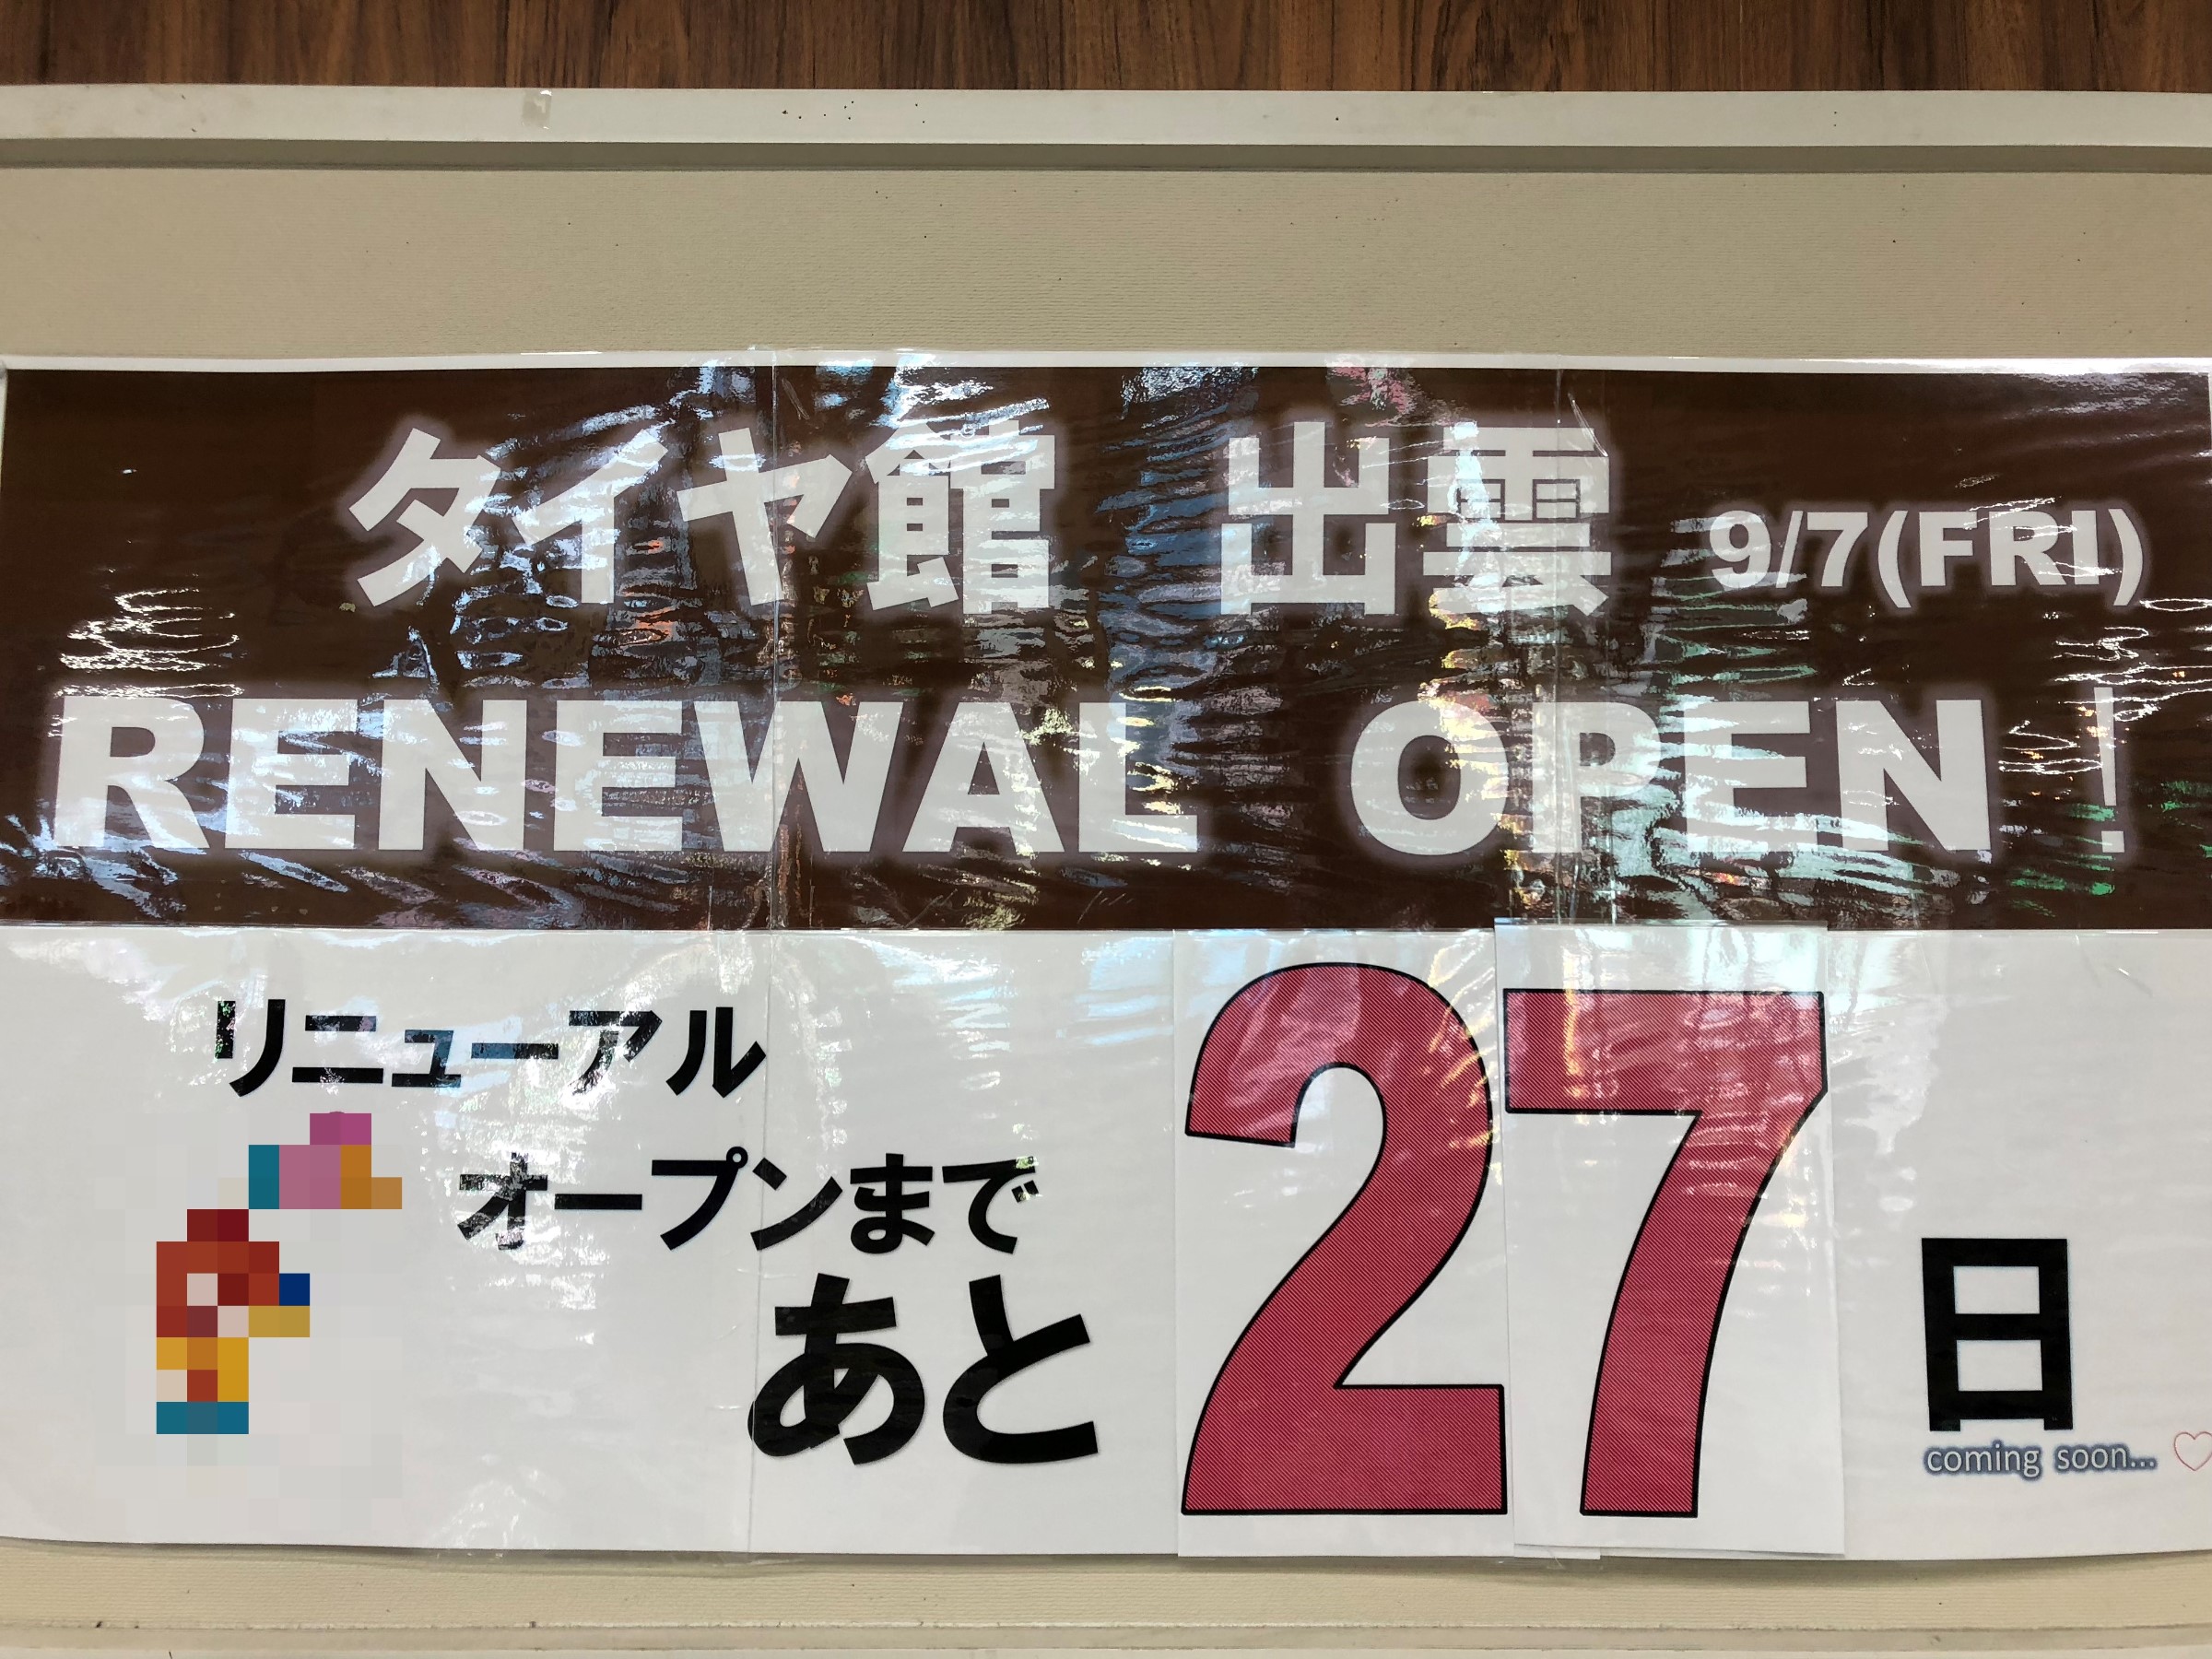 タイヤ館 出雲 9/7(FRI)
RENEWAL OPEN!
リニューアル
オープンまで
あと 27 日
coming soon...